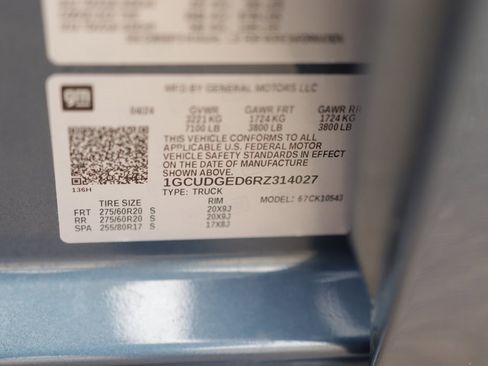 gm
MFD BY GENERAL MOTORS LLC
04/24 GVWR GAWR FRT GAWR RR
3221 KG 1724 KG 1724 KG
7100 LB 3800 LB 3800 LB
THIS VEHICLE CONFORMS TO ALL
APPLICABLE U.S. FEDERAL MOTOR
VEHICLE SAFETY STANDARDS IN EFFECT
ON THE DATE OF MANUFACTURE
SHOWN ABOVE.
1GCUDGED6RZ314027
136H
TYPE: TRUCK
MODEL: 67CK10543
TIRE SIZE RIM
FRT 275/60R20 S 20X9J
RR 275/60R20 S 20X9J
SPA 255/80R17 S 17X8J